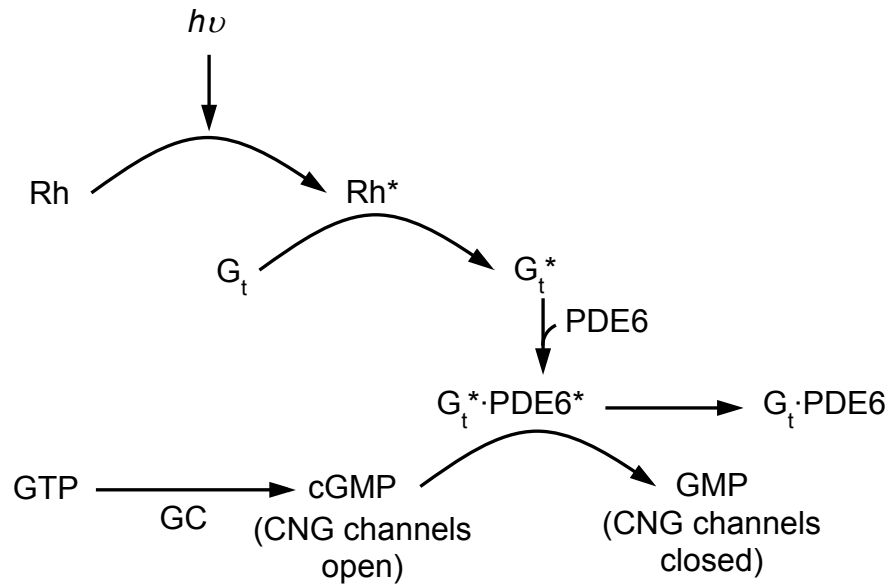 hυ
Rh
Rh*
Gₜ
Gₜ*
PDE6
Gₜ*·PDE6*
Gₜ·PDE6
GTP
GC
cGMP
(CNG channels
open)
GMP
(CNG channels
closed)